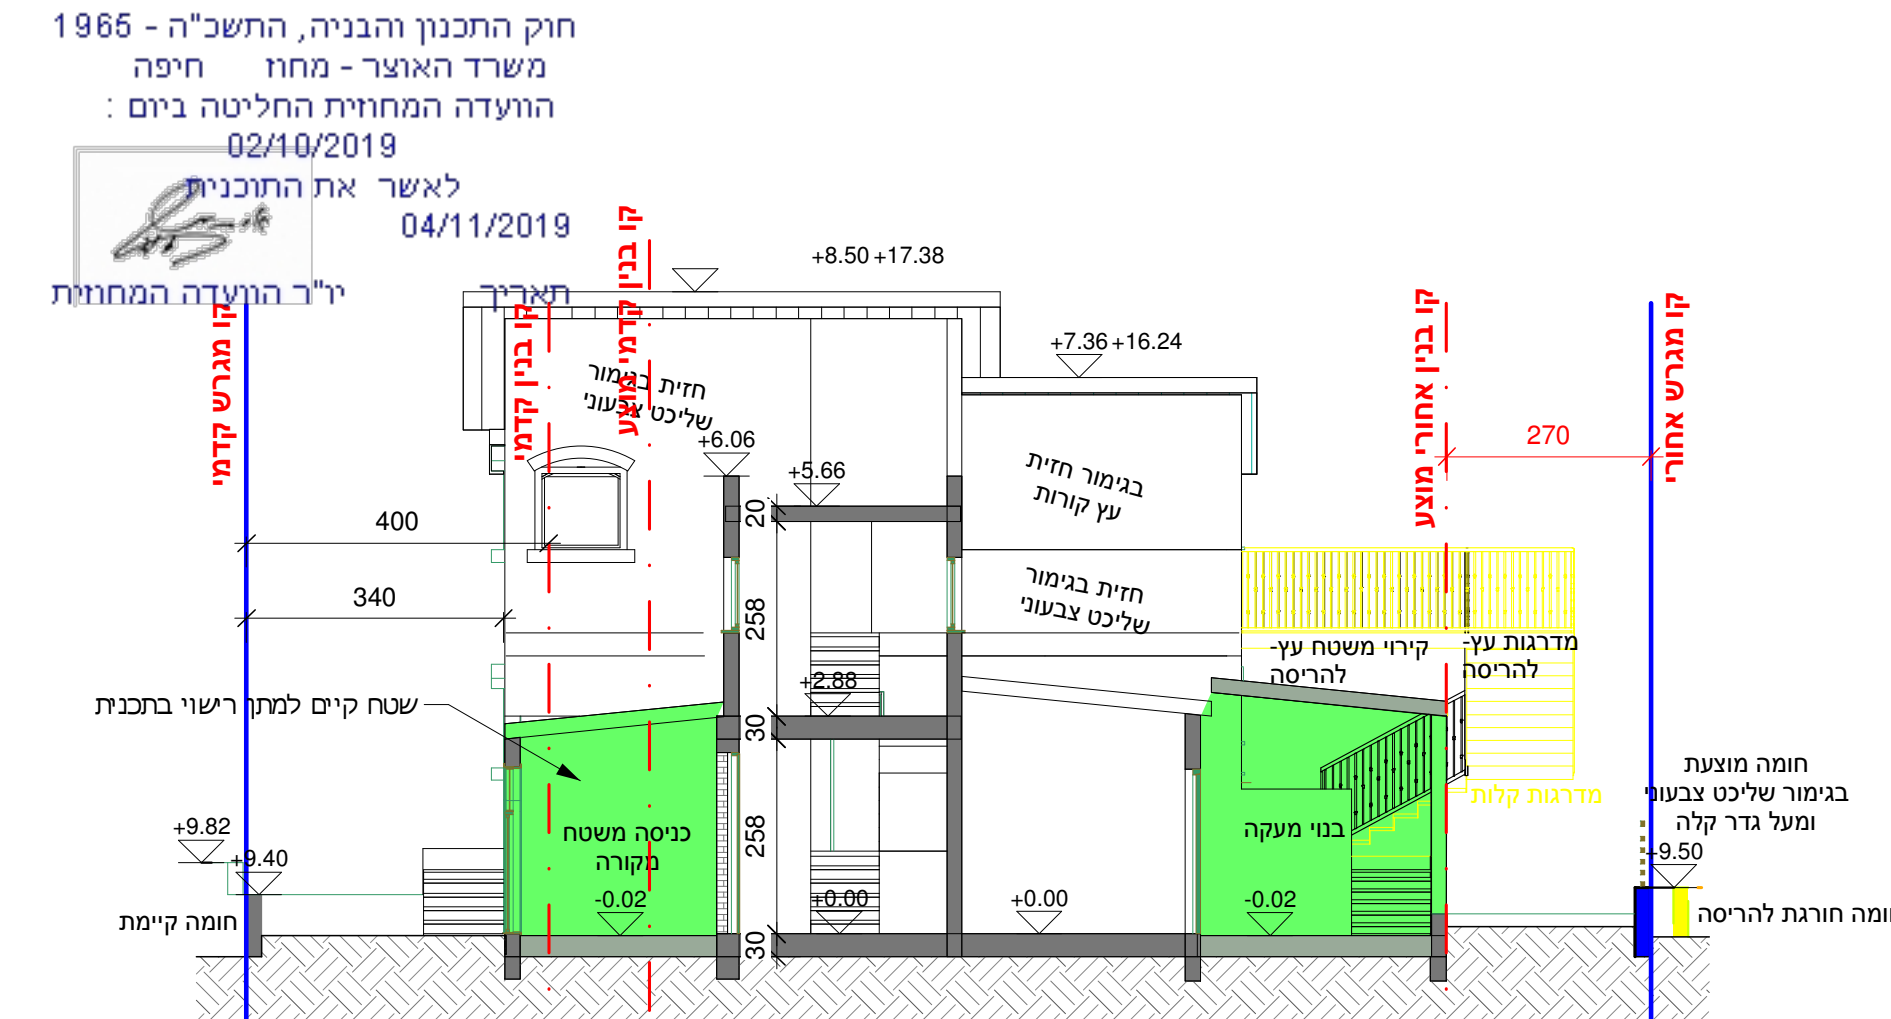 חוק התכנון והבניה, התשכ"ה - 1965
משרד האוצר - מחוז חיפה
הוועדה המחוזית החליטה ביום :
02/10/2019
לאשר את התוכנית
04/11/2019
תאריך
יו"ר הוועדה המחוזית
קו מגרש קדמי
קו בנין קדמי
קו בנין קדמי מוצע
קו בנין אחורי מוצע
קו מגרש אחורי
+8.50 +17.38
+7.36 +16.24
חזית בגימור
שליכט צבעוני
+6.06
+5.66
בגימור חזית
עץ קורות
270
400
340
20
258
30
258
30
חזית בגימור
שליכט צבעוני
קירוי משטח עץ-
להריסה
מדרגות עץ-
להריסה
+2.88
שטח קיים למתן רישוי בתכנית
מדרגות קלות
חומה מוצעת
בגימור שליכט צבעוני
ומעל גדר קלה
+9.82
+9.40
+9.50
כניסה משטח
מקורה
בנוי מעקה
-0.02
+0.00
+0.00
-0.02
חומה קיימת
חורגת להריסה